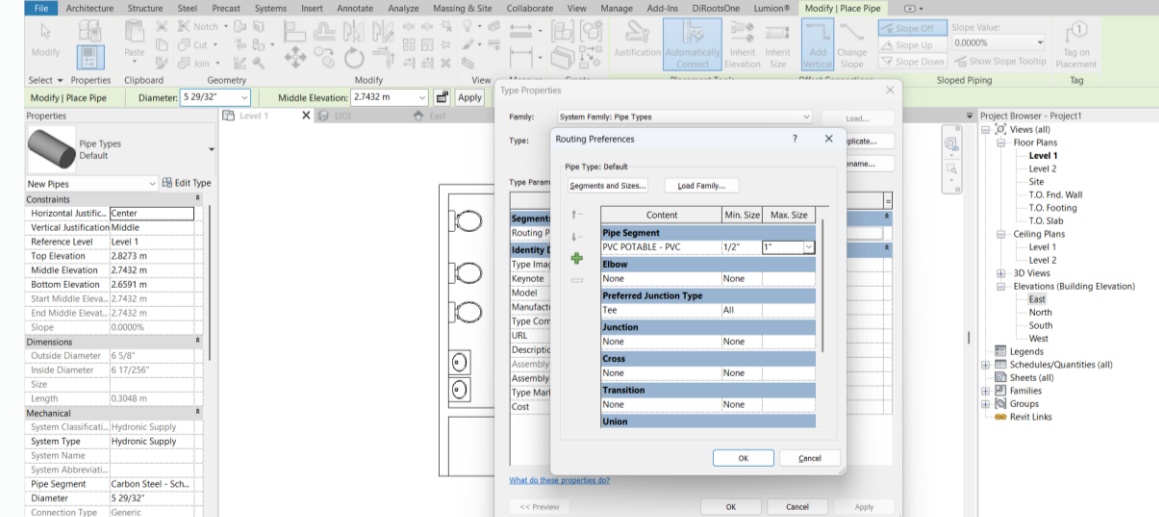 File Architecture Structure Steel Precast Systems Insert Annotate Analyze Massing & Site Collaborate View Manage Add-Ins DiRootsOne Lumion® Modify | Place Pipe
Modify
Paste
Notch
Cut
Join
Justification
Automatically Connect
Inherit Elevation
Inherit Size
Add Vertical
Change Slope
Slope Off
Slope Up
Slope Down
Slope Value:
0.0000%
Show Slope Tooltip
Tag on Placement
Select Properties Clipboard Geometry Modify View Sloped Piping Tag
Modify | Place Pipe Diameter: 5 29/32" Middle Elevation: 2.7432 m Apply
Properties
Level 1
{3D}
East
Pipe Types
Default
New Pipes Edit Type
Constraints
Horizontal Justific... Center
Vertical Justification Middle
Reference Level Level 1
Top Elevation 2.8273 m
Middle Elevation 2.7432 m
Bottom Elevation 2.6591 m
Start Middle Eleva... 2.7432 m
End Middle Elevat... 2.7432 m
Slope 0.0000%
Dimensions
Outside Diameter 6 5/8"
Inside Diameter 6 17/256"
Size
Length 0.3048 m
Mechanical
System Classificati... Hydronic Supply
System Type Hydronic Supply
System Name
System Abbreviati...
Pipe Segment Carbon Steel - Sch...
Diameter 5 29/32"
Connection Type Generic
Type Properties
Family: System Family: Pipe Types Load...
Type:
plicate...
ename...
Type Param
Segment
Routing P
Identity D
Type Imag
Keynote
Model
Manufact
Type Com
URL
Descriptio
Assembly
Assembly
Type Mark
Cost
What do these properties do?
<< Preview OK Cancel Apply
Routing Preferences ?
Pipe Type: Default
Segments and Sizes... Load Family...
Content Min. Size Max. Size
Pipe Segment
PVC POTABLE - PVC 1/2" 1"
Elbow
None None
Preferred Junction Type
Tee All
Junction
None None
Cross
None None
Transition
None None
Union
OK Cancel
Project Browser - Project1
Views (all)
Floor Plans
Level 1
Level 2
Site
T.O. Fnd. Wall
T.O. Footing
T.O. Slab
Ceiling Plans
Level 1
Level 2
3D Views
Elevations (Building Elevation)
East
North
South
West
Legends
Schedules/Quantities (all)
Sheets (all)
Families
Groups
Revit Links